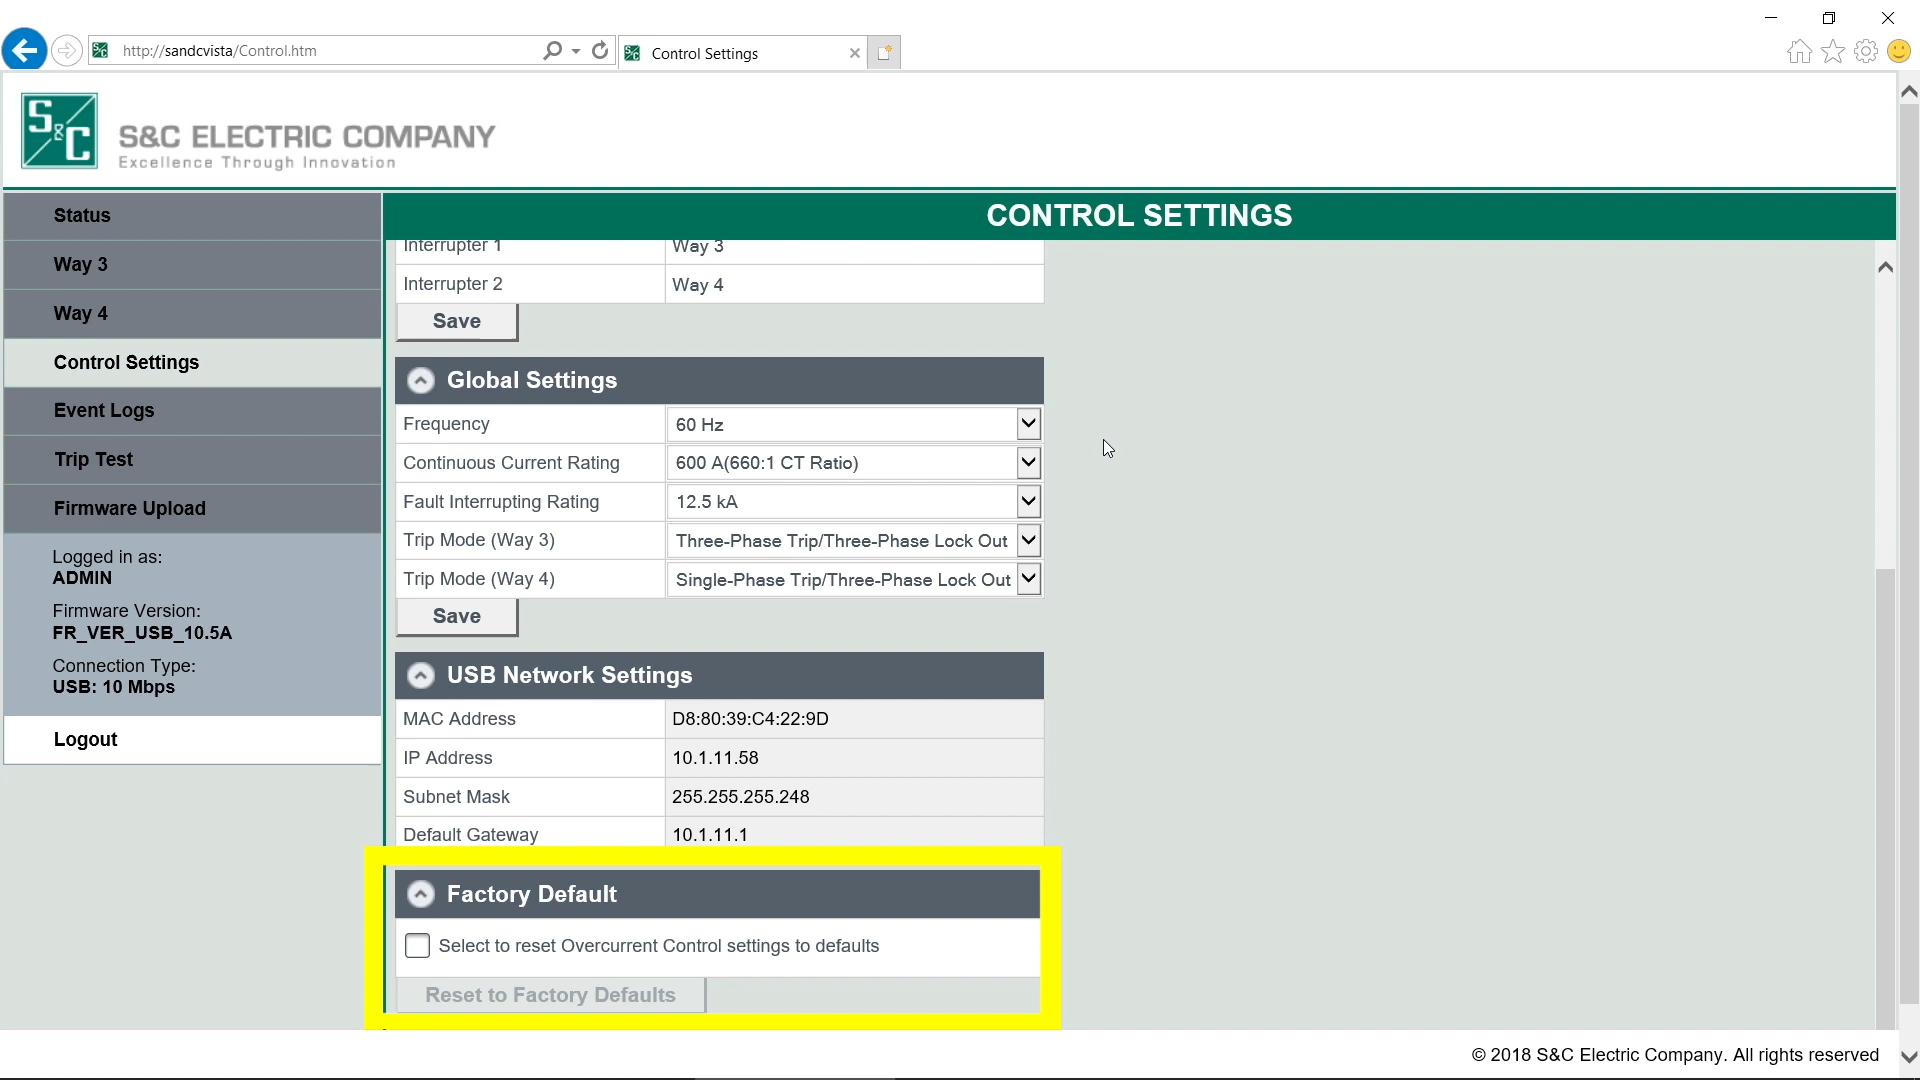 http://sandcvista/Control.htm
Control Settings
S&C
S&C ELECTRIC COMPANY
Excellence Through Innovation
Status
Way 3
Way 4
Control Settings
Event Logs
Trip Test
Firmware Upload
Logged in as:
ADMIN
Firmware Version:
FR_VER_USB_10.5A
Connection Type:
USB: 10 Mbps
Logout
CONTROL SETTINGS
Interrupter 1 Way 3
Interrupter 2 Way 4
Save
Global Settings
Frequency 60 Hz
Continuous Current Rating 600 A(660:1 CT Ratio)
Fault Interrupting Rating 12.5 kA
Trip Mode (Way 3) Three-Phase Trip/Three-Phase Lock Out
Trip Mode (Way 4) Single-Phase Trip/Three-Phase Lock Out
Save
USB Network Settings
MAC Address D8:80:39:C4:22:9D
IP Address 10.1.11.58
Subnet Mask 255.255.255.248
Default Gateway 10.1.11.1
Factory Default
Select to reset Overcurrent Control settings to defaults
Reset to Factory Defaults
© 2018 S&C Electric Company. All rights reserved